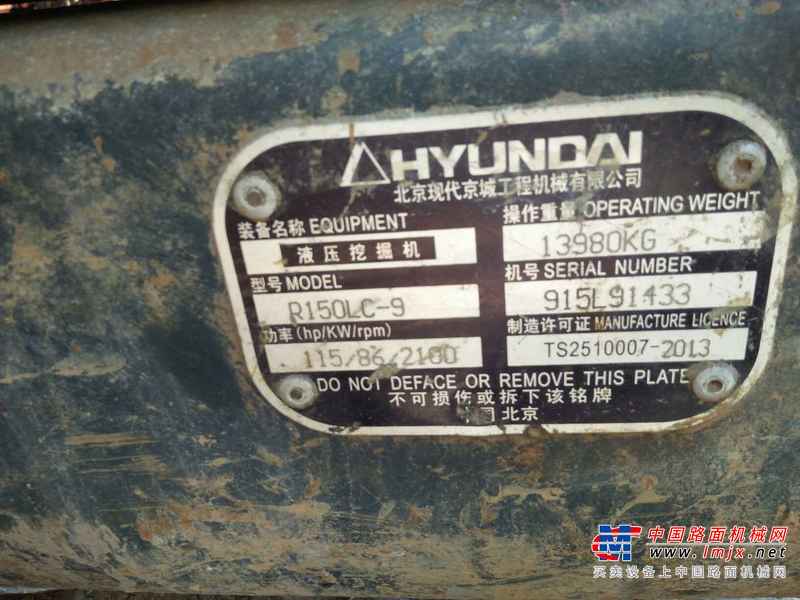 HYUNDAI
北京现代京城工程机械有限公司
装备名称 EQUIPMENT
液压挖掘机
型号 MODEL
R150LC-9
功率 (hp/KW/rpm)
115/86/2100
操作重量 OPERATING WEIGHT
13980KG
机号 SERIAL NUMBER
915L91433
制造许可证 MANUFACTURE LICENCE
TS2510007-2013
DO NOT DEFACE OR REMOVE THIS PLATE
不可损伤或拆下该铭牌
北京
中国路面机械网
www.lmjx.net
买卖设备上中国路面机械网